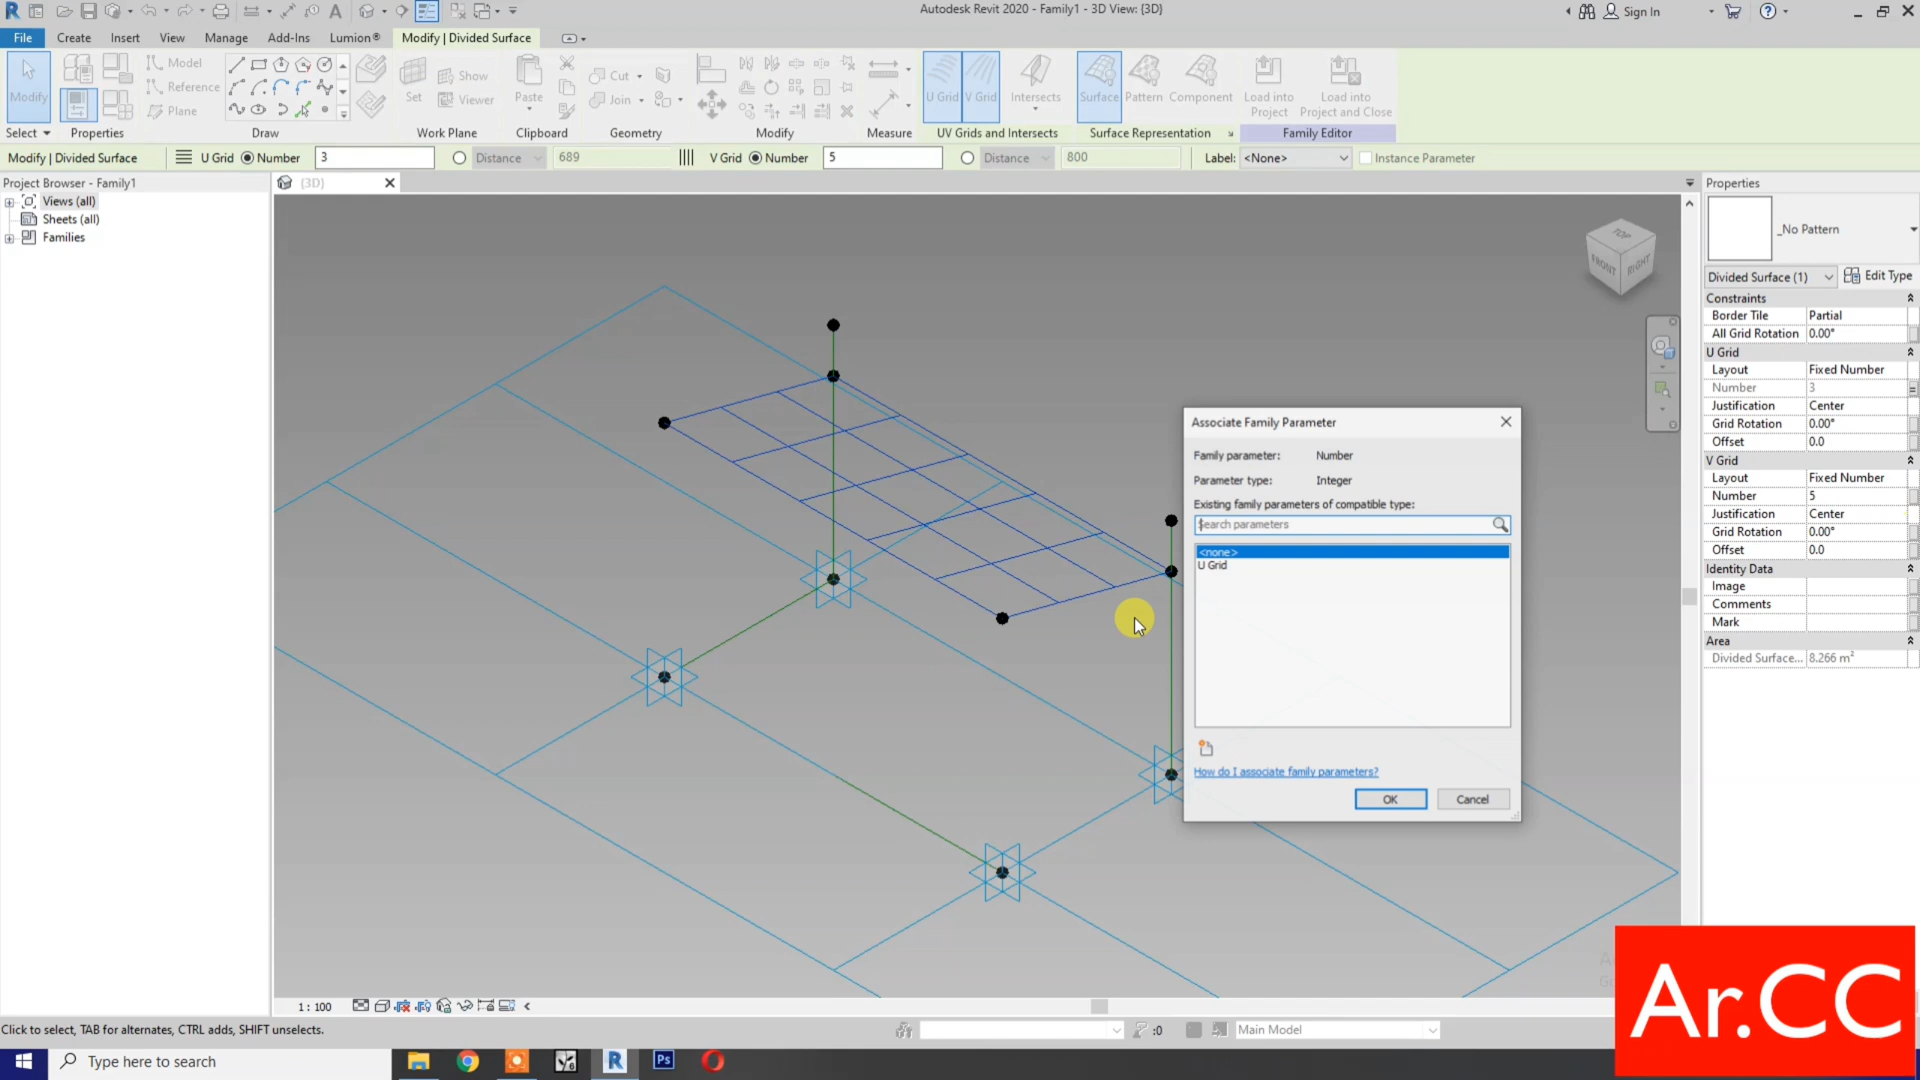 Autodesk Revit 2020 - Family1 - 3D View: {3D}
Sign In
File Create Insert View Manage Add-Ins Lumion® Modify | Divided Surface
Modify
Model
Reference
Plane
Set
Show
Viewer
Paste
Cut
Join
U Grid V Grid Intersects
Surface Pattern Component
Load into Project
Load into Project and Close
Select Properties Draw Work Plane Clipboard Geometry Modify Measure UV Grids and Intersects Surface Representation Family Editor
Modify | Divided Surface U Grid Number 3 Distance 689 V Grid Number 5 Distance 800 Label: <None> Instance Parameter
Project Browser - Family1
Views (all)
Sheets (all)
Families
{3D}
TOP
FRONT
RIGHT
Associate Family Parameter
Family parameter: Number
Parameter type: Integer
Existing family parameters of compatible type:
Search parameters
<none>
U Grid
How do I associate family parameters?
OK Cancel
Properties
_No Pattern
Divided Surface (1) Edit Type
Constraints
Border Tile Partial
All Grid Rotation 0.00°
U Grid
Layout Fixed Number
Number 3
Justification Center
Grid Rotation 0.00°
Offset 0.0
V Grid
Layout Fixed Number
Number 5
Justification Center
Grid Rotation 0.00°
Offset 0.0
Identity Data
Image
Comments
Mark
Area
Divided Surface... 8.266 m²
1 : 100
Click to select, TAB for alternates, CTRL adds, SHIFT unselects.
:0
Main Model
Type here to search
Ps
Ar.CC